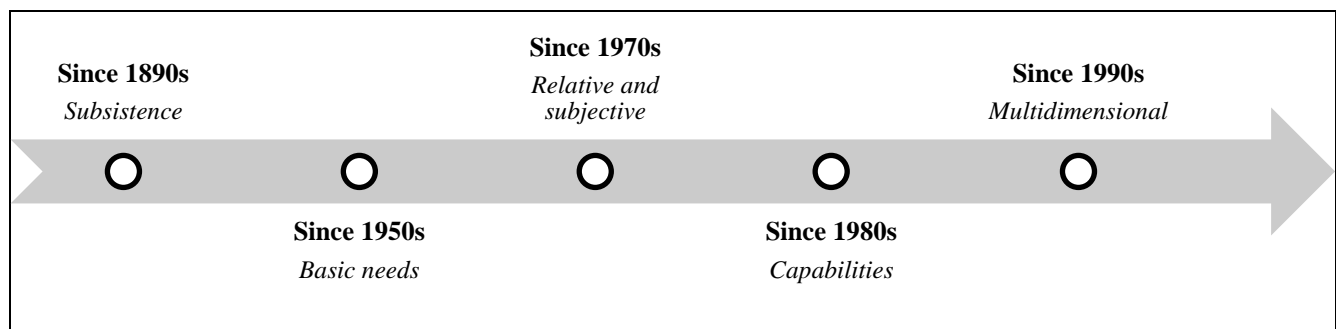 Since 1890s
Subsistence
Since 1950s
Basic needs
Since 1970s
Relative and
subjective
Since 1980s
Capabilities
Since 1990s
Multidimensional